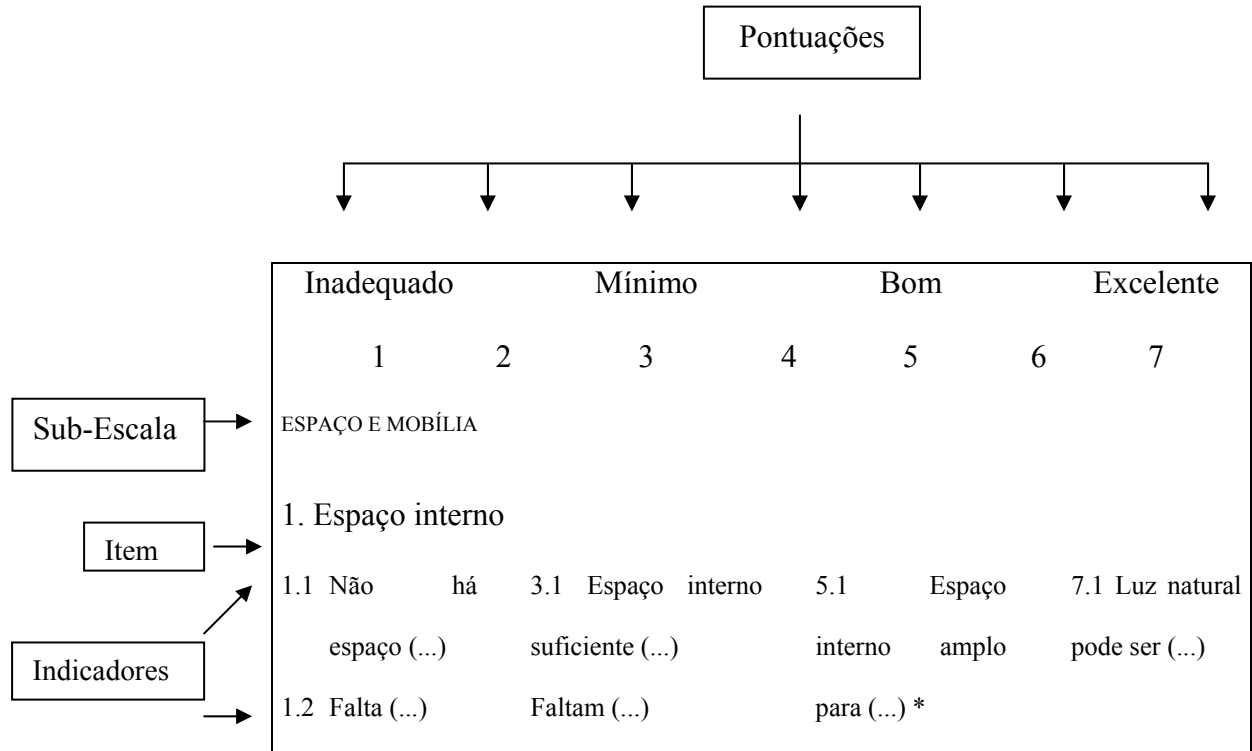 Pontuações
Inadequado Mínimo Bom Excelente
1 2 3 4 5 6 7
Sub-Escala
ESPAÇO E MOBÍLIA
1. Espaço interno
Item
1.1 Não há 3.1 Espaço interno 5.1 Espaço 7.1 Luz natural
espaço (...) suficiente (...) interno amplo pode ser (...)
Indicadores
1.2 Falta (...) Faltam (...) para (...) *